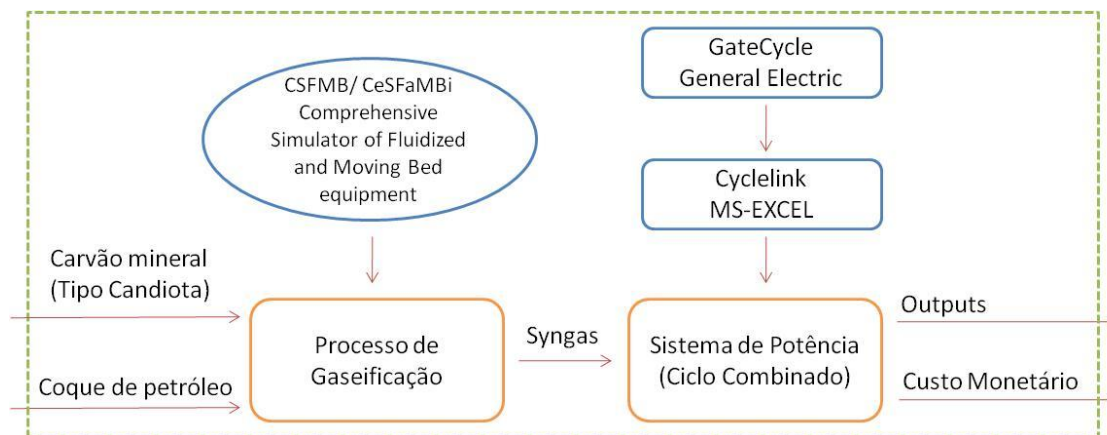 CSFMB/ CeSFaMBi
Comprehensive
Simulator of Fluidized
and Moving Bed
equipment
GateCycle
General Electric
Cyclelink
MS-EXCEL
Carvão mineral
(Tipo Candiota)
Coque de petróleo
Processo de
Gaseificação
Syngas
Sistema de Potência
(Ciclo Combinado)
Outputs
Custo Monetário